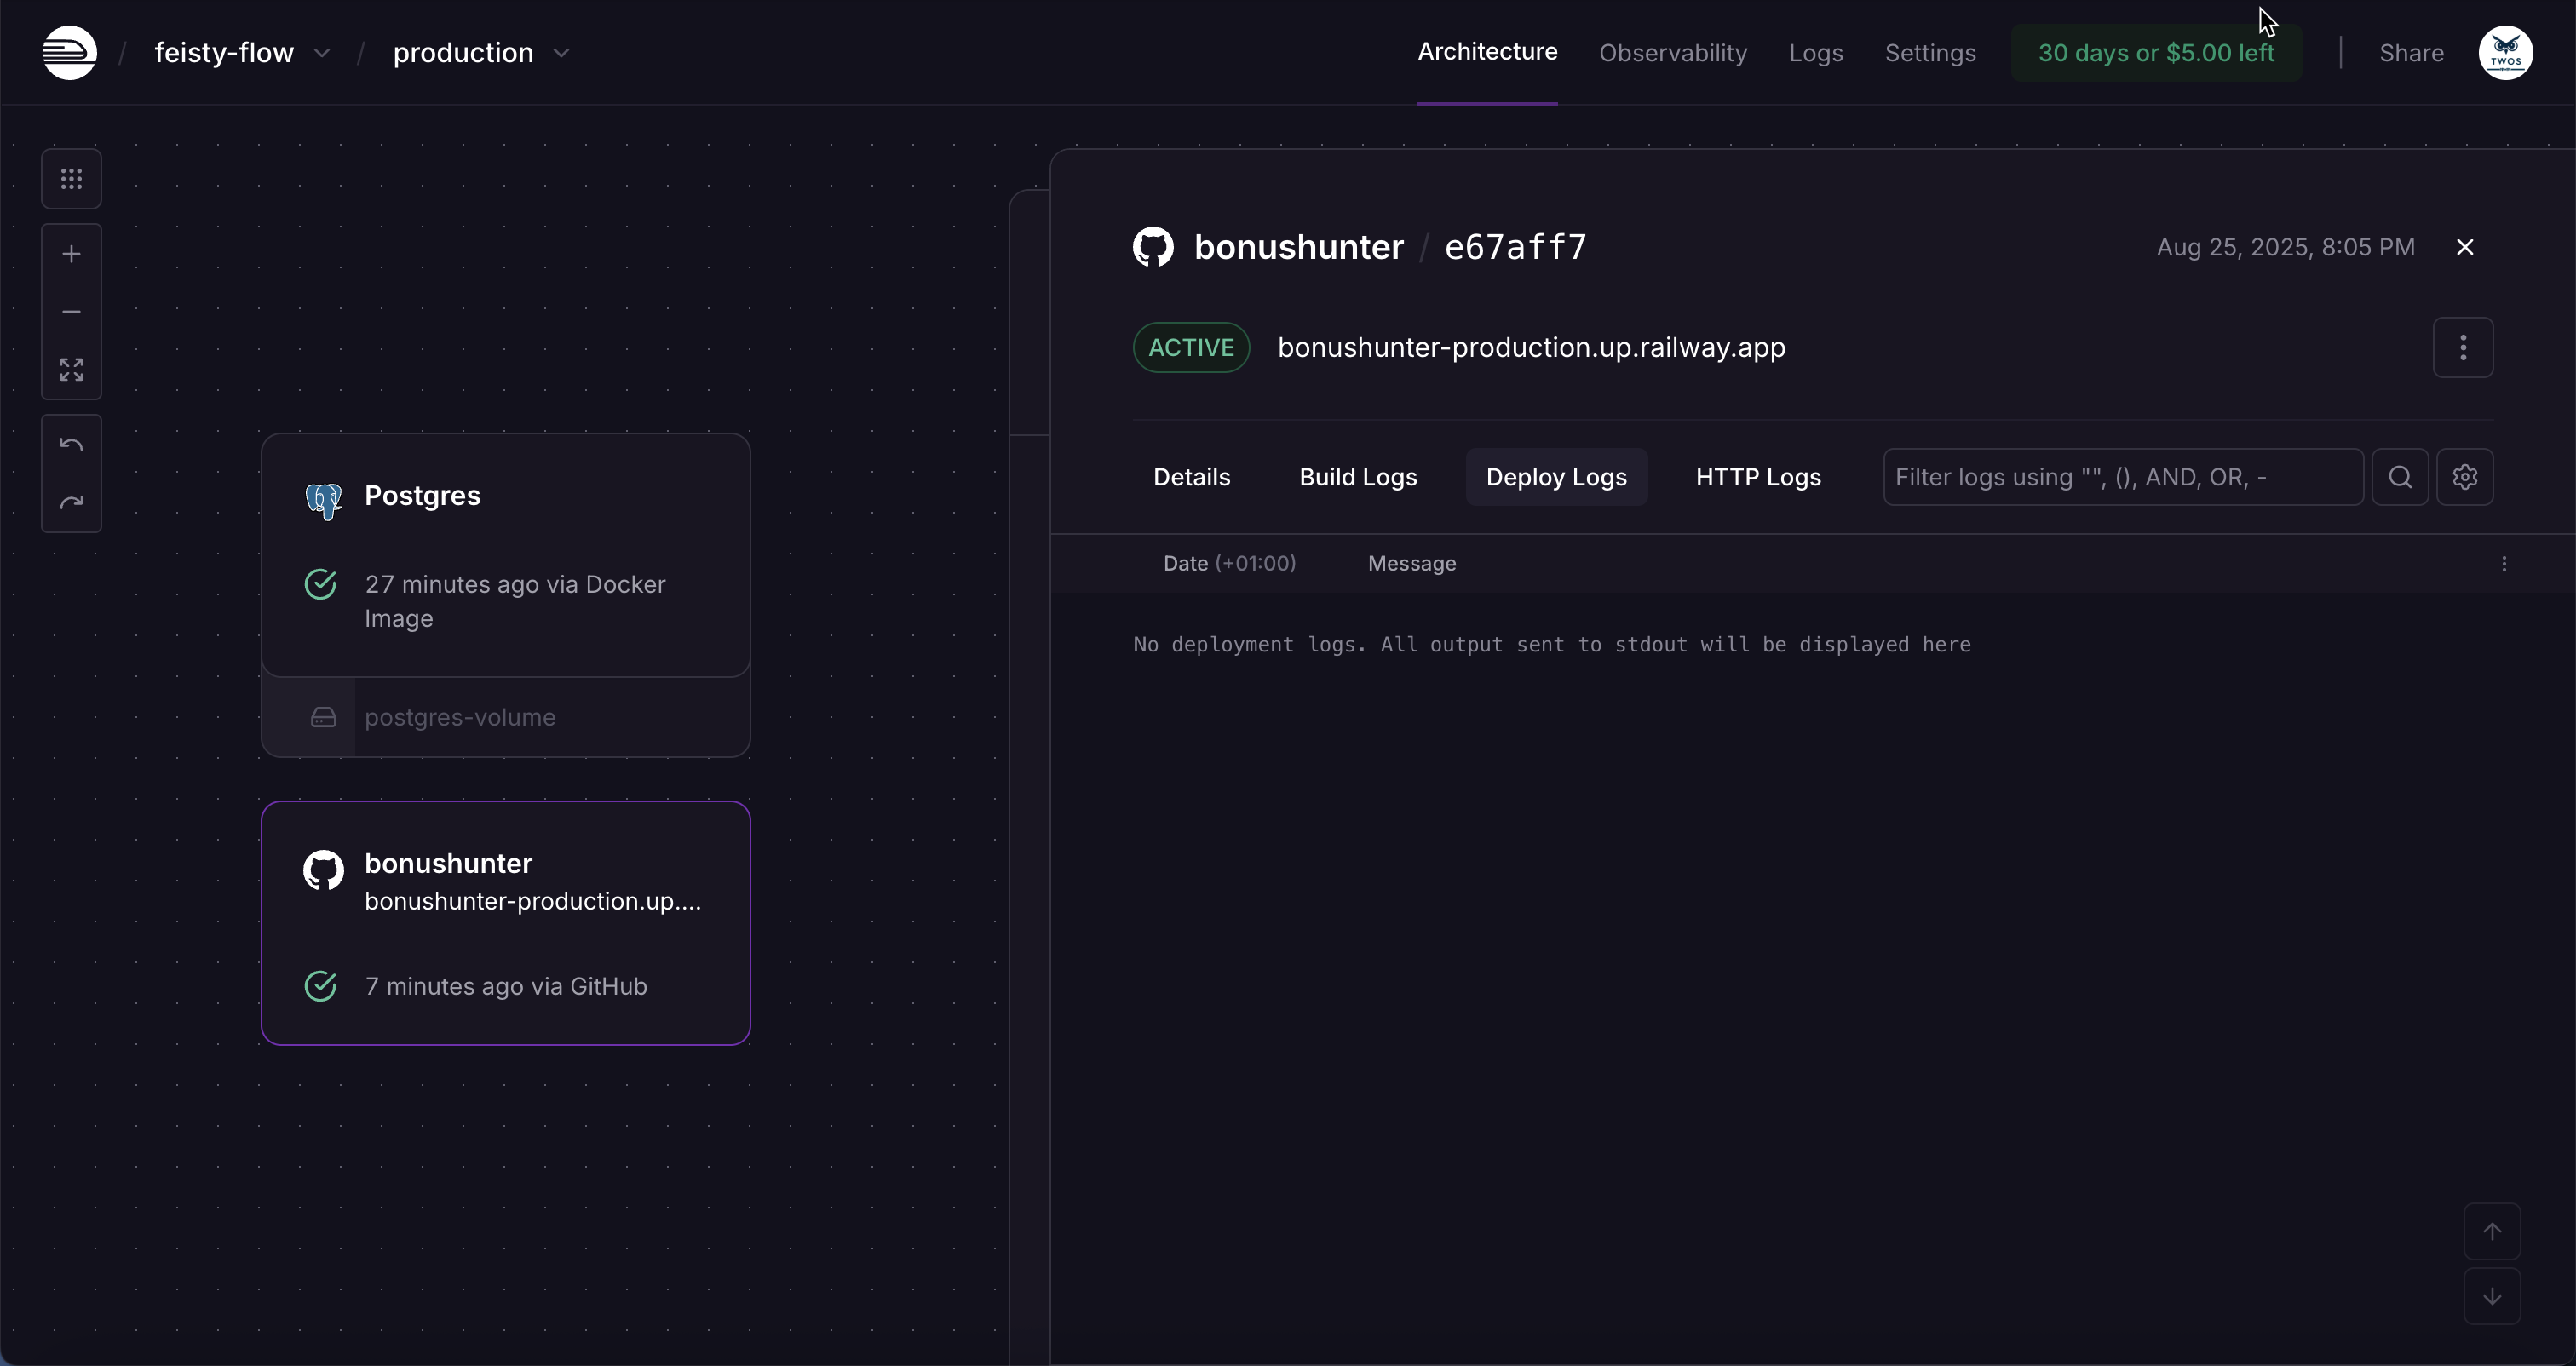 / feisty-flow / production
Architecture Observability Logs Settings 30 days or $5.00 left Share TWOS
bonushunter / e67aff7 Aug 25, 2025, 8:05 PM
ACTIVE bonushunter-production.up.railway.app
Details Build Logs Deploy Logs HTTP Logs Filter logs using "", (), AND, OR, -
Date (+01:00) Message
No deployment logs. All output sent to stdout will be displayed here
Postgres
27 minutes ago via Docker
Image
postgres-volume
bonushunter
bonushunter-production.up....
7 minutes ago via GitHub